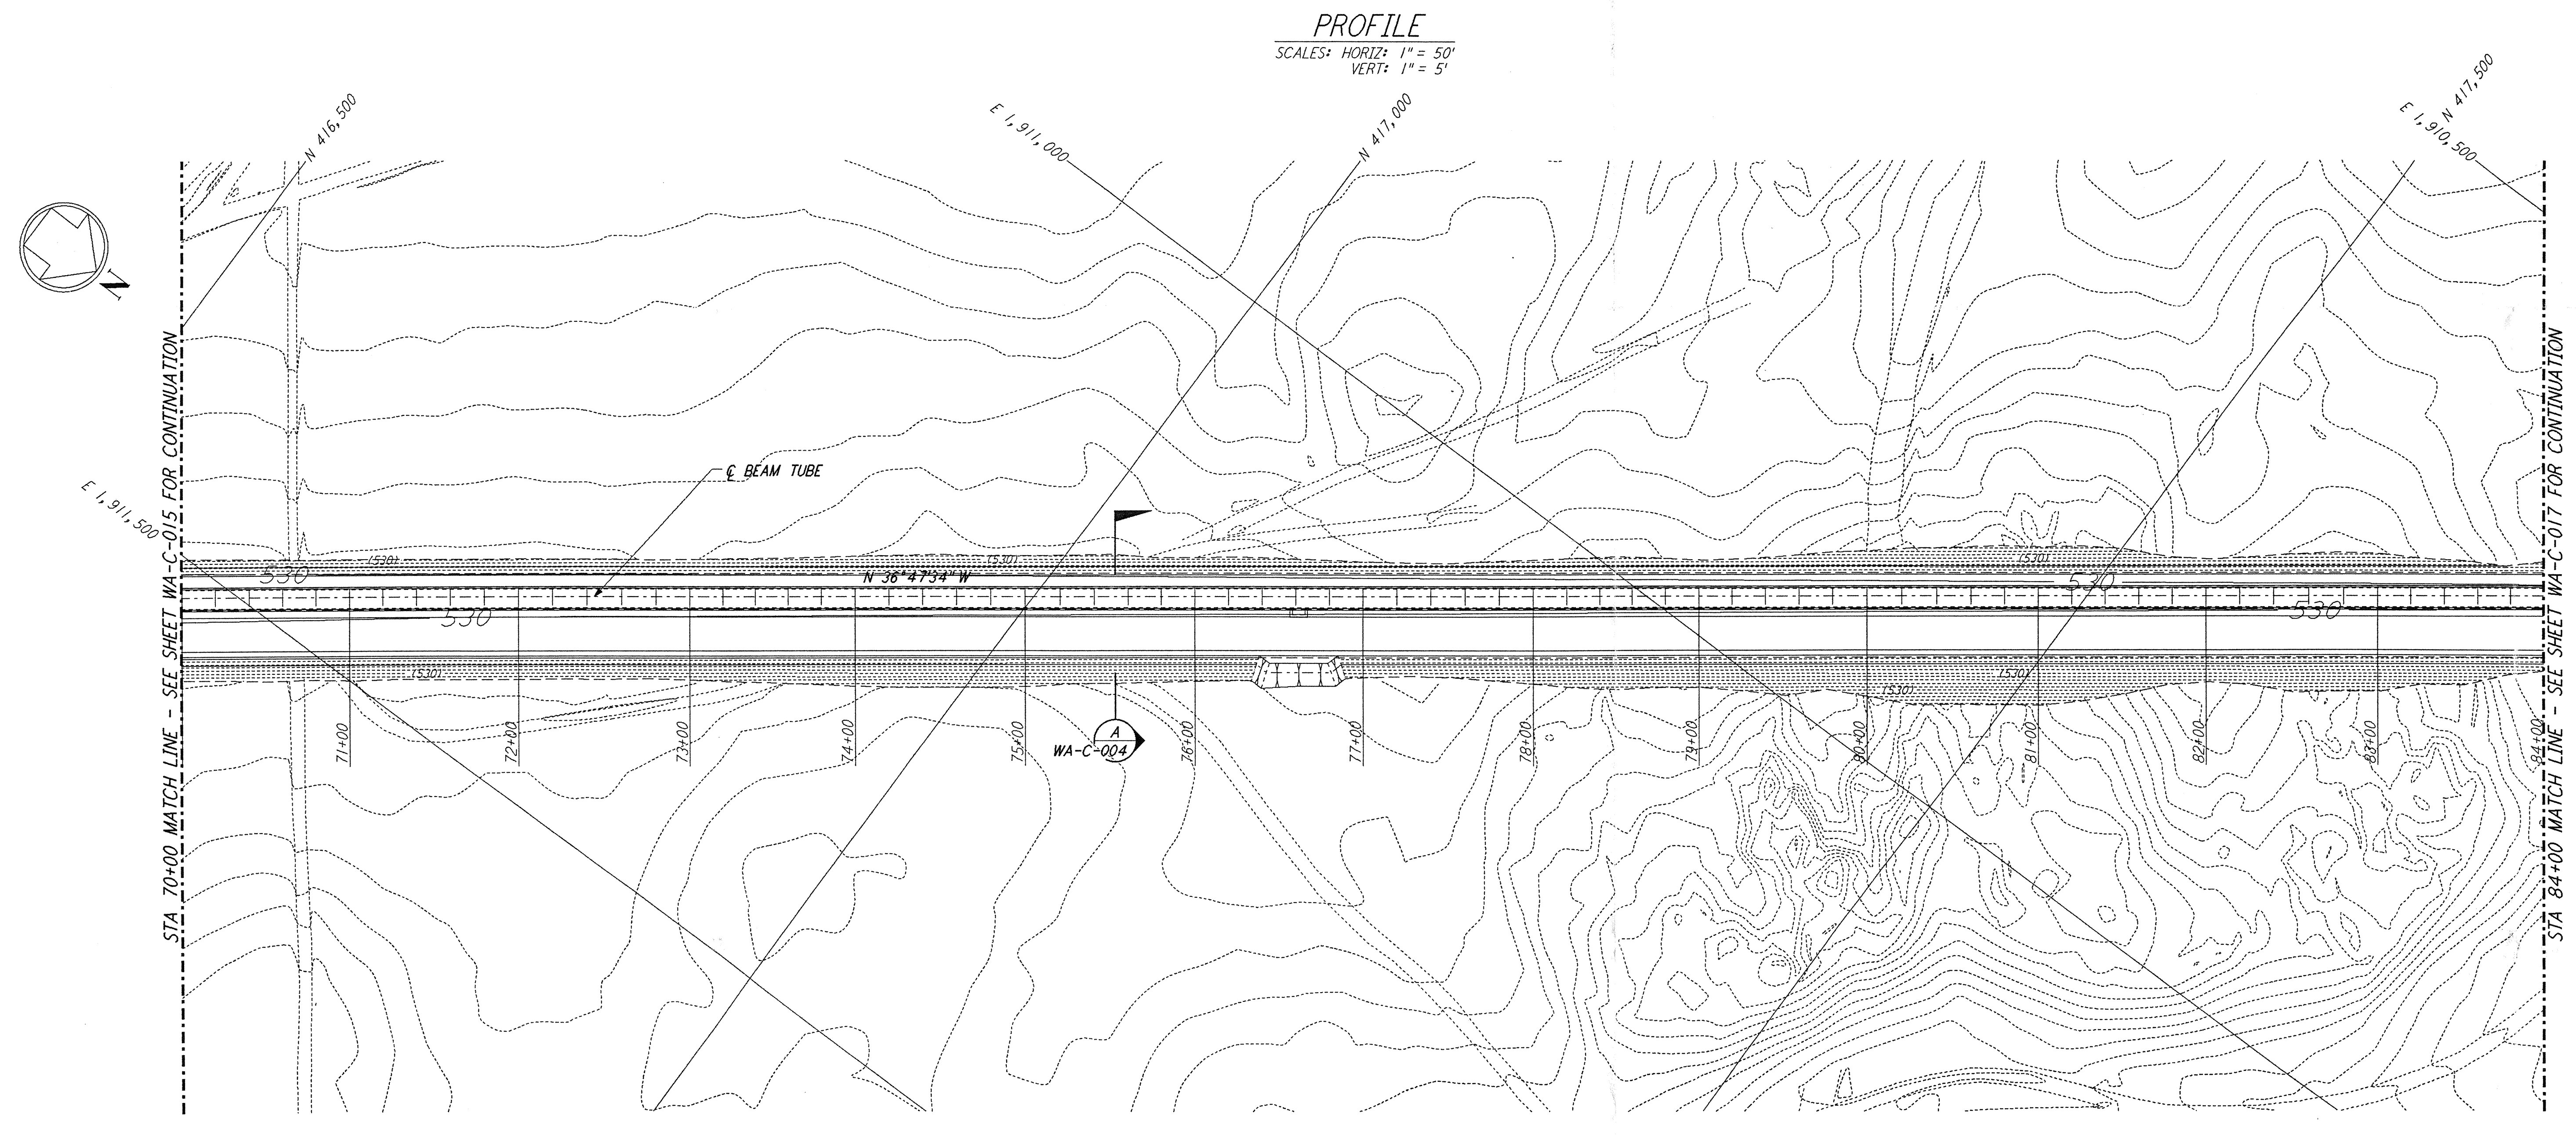 PROFILE
SCALES: HORIZ: 1" = 50'
VERT: 1" = 5'
N 416,500
E 1,911,000
N 417,000
E 1,910,500
N 417,500
N
STA 70+00 MATCH LINE - SEE SHEET WA-C-015 FOR CONTINUATION
E 1,911,500
℄ BEAM TUBE
(530)
(530)
(530)
530
N 36°47'34" W
530
530
530
(530)
(530)
(530)
71+00
72+00
73+00
74+00
75+00
76+00
77+00
78+00
79+00
80+00
81+00
82+00
83+00
84+00
A
WA-C-004
STA 84+00 MATCH LINE - SEE SHEET WA-C-017 FOR CONTINUATION